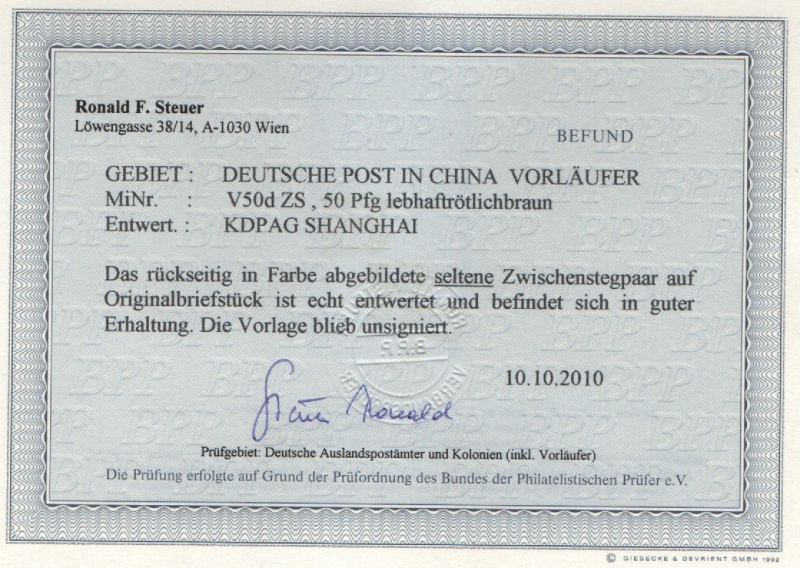 Ronald F. Steuer
Löwengasse 38/14, A-1030 Wien
BEFUND
GEBIET : DEUTSCHE POST IN CHINA VORLÄUFER
MiNr. : V50d ZS , 50 Pfg lebhaftrötlichbraun
Entwert. : KDPAG SHANGHAI
Das rückseitig in Farbe abgebildete seltene Zwischenstegpaar auf
Originalbriefstück ist echt entwertet und befindet sich in guter
Erhaltung. Die Vorlage blieb unsigniert.
10.10.2010
Steuer Ronald
Prüfgebiet: Deutsche Auslandspostämter und Kolonien (inkl. Vorläufer)
Die Prüfung erfolgte auf Grund der Prüfordnung des Bundes der Philatelistischen Prüfer e.V.
© GIESECKE & DEVRIENT GMBH 1992